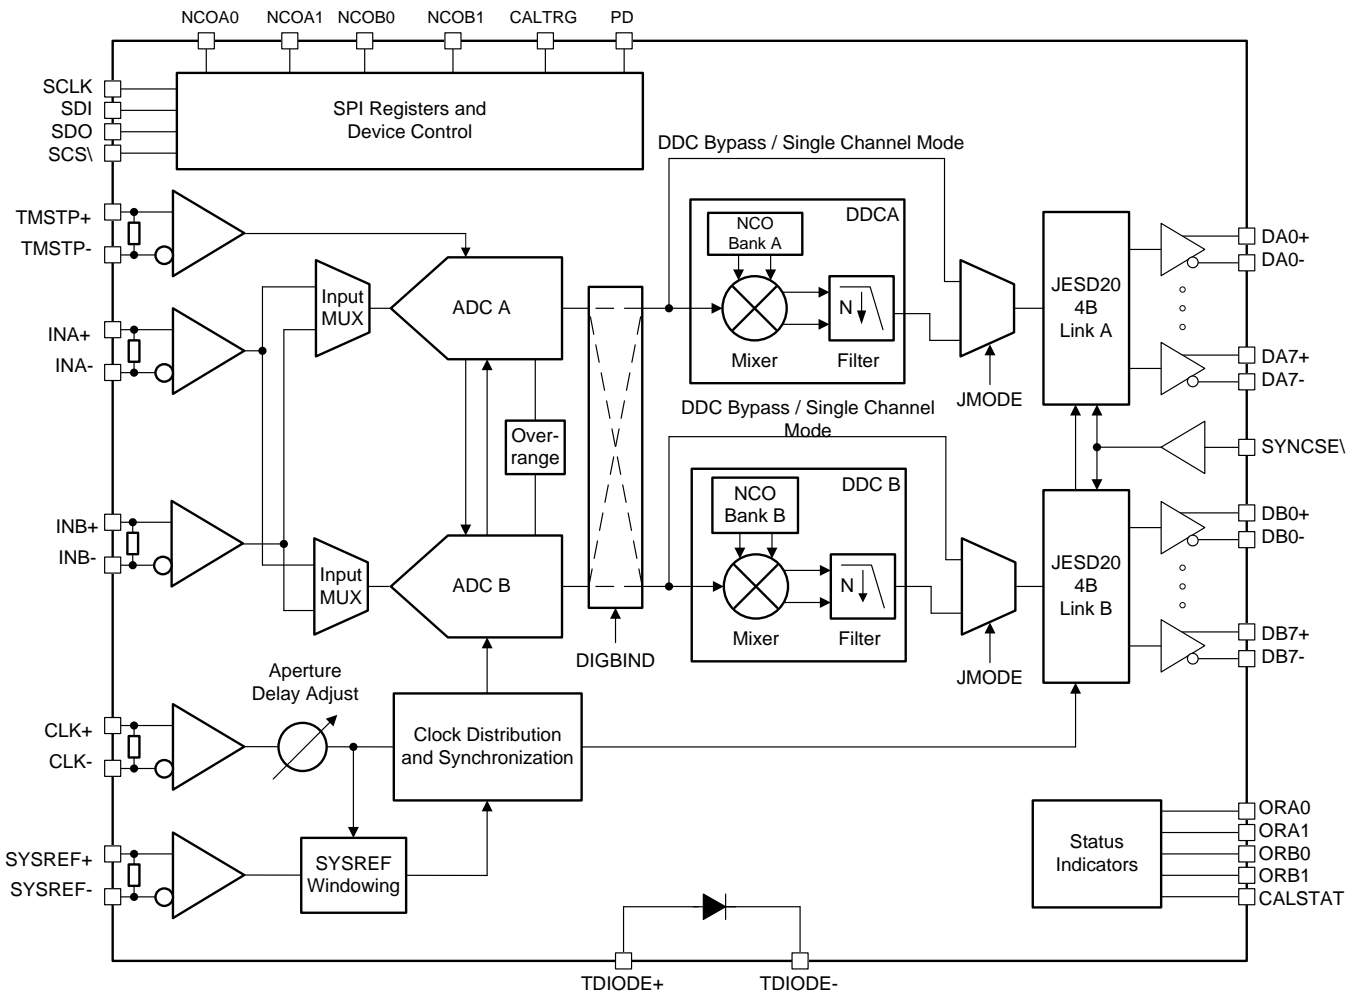 NCOA0
NCOA1
NCOB0
NCOB1
CALTRG
PD
SCLK
SDI
SDO
SCS\
SPI Registers and
Device Control
DDC Bypass / Single Channel Mode
TMSTP+
TMSTP-
INA+
INA-
Input
MUX
ADC A
NCO
Bank A
DDCA
Mixer
N
Filter
JMODE
JESD20
4B
Link A
DA0+
DA0-
DA7+
DA7-
Over-
range
DDC Bypass / Single Channel
Mode
SYNCSE\
INB+
INB-
Input
MUX
ADC B
DIGBIND
NCO
Bank B
DDC B
Mixer
N
Filter
JMODE
JESD20
4B
Link B
DB0+
DB0-
DB7+
DB7-
Aperture
Delay Adjust
CLK+
CLK-
Clock Distribution
and Synchronization
SYSREF+
SYSREF-
SYSREF
Windowing
Status
Indicators
ORA0
ORA1
ORB0
ORB1
CALSTAT
TDIODE+
TDIODE-